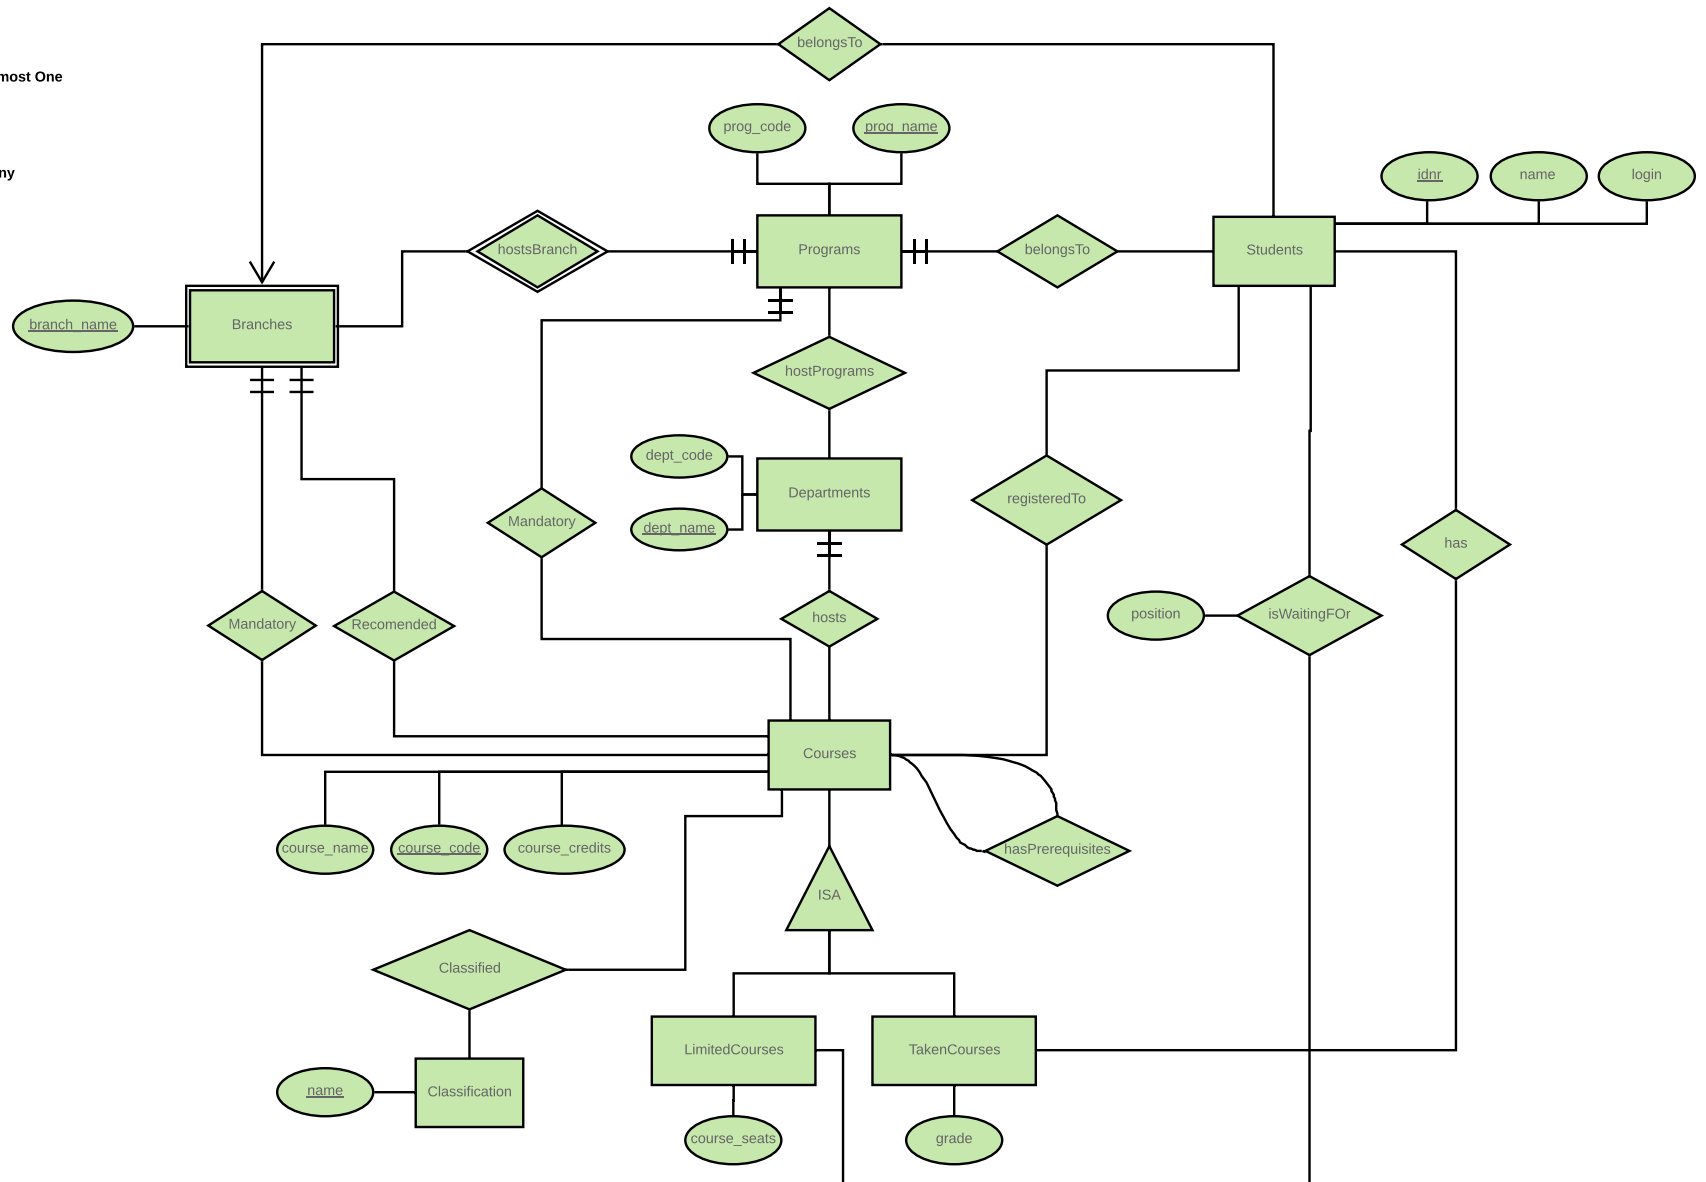 belongsTo
most One
prog_code
prog_name
ny
idnr
name
login
hostsBranch
Programs
belongsTo
Students
branch_name
Branches
hostPrograms
dept_code
Departments
registeredTo
Mandatory
dept_name
has
Mandatory
Recomended
hosts
position
isWaitingFOr
Courses
course_name
course_code
course_credits
hasPrerequisites
ISA
Classified
LimitedCourses
TakenCourses
name
Classification
course_seats
grade